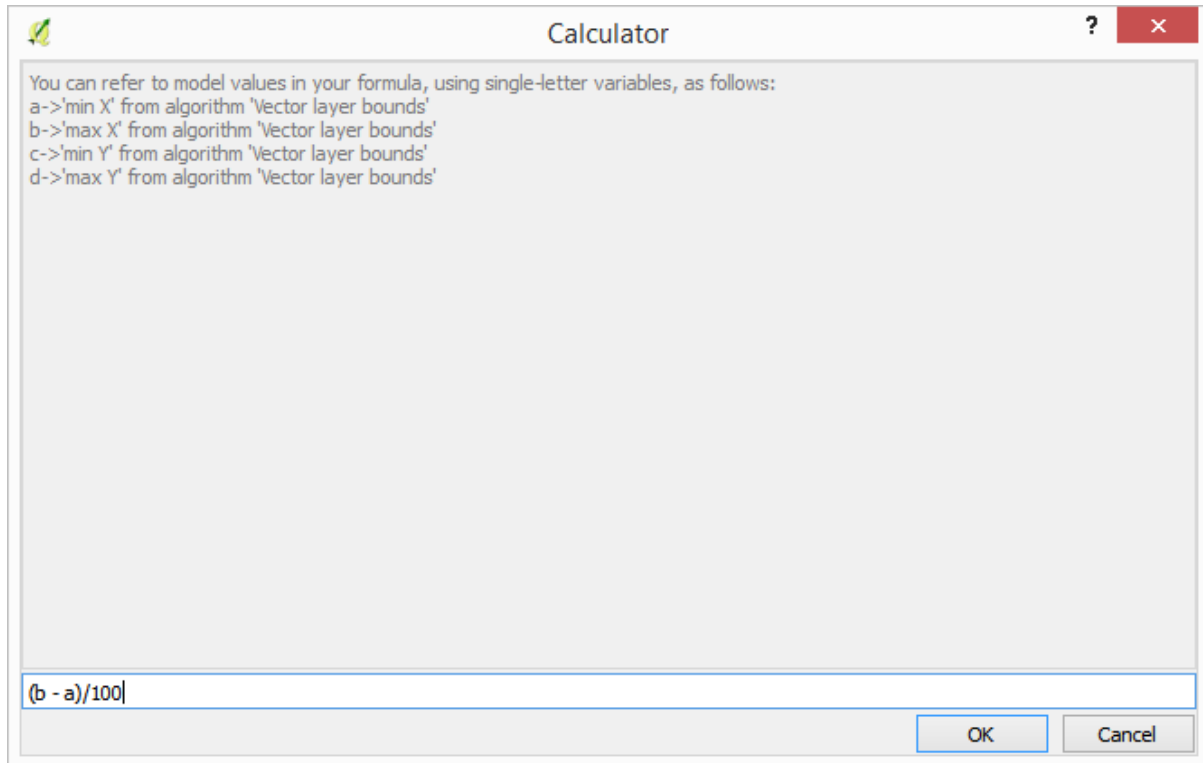 Calculator
?
×
You can refer to model values in your formula, using single-letter variables, as follows:
a->'min X' from algorithm 'Vector layer bounds'
b->'max X' from algorithm 'Vector layer bounds'
c->'min Y' from algorithm 'Vector layer bounds'
d->'max Y' from algorithm 'Vector layer bounds'
(b - a)/100
OK
Cancel